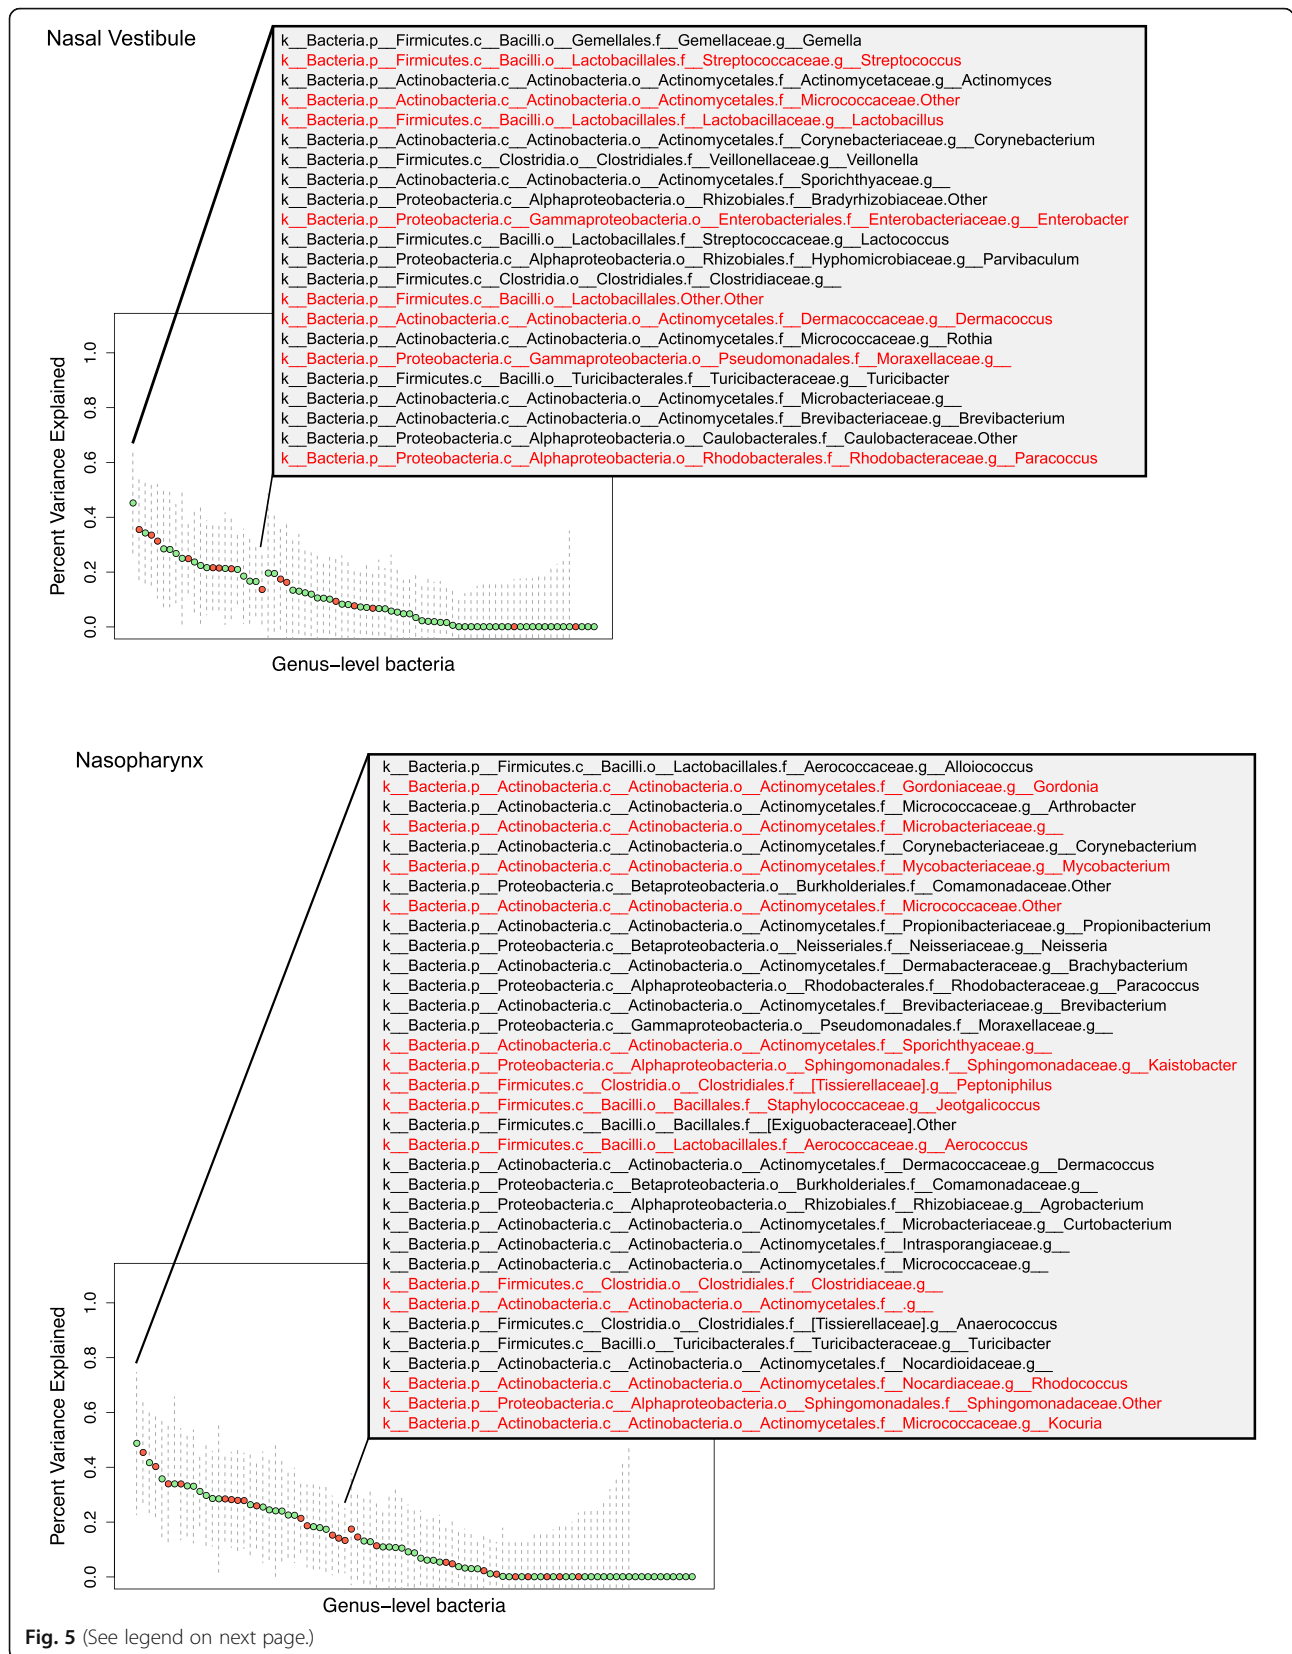 Nasal Vestibule
k__Bacteria.p__Firmicutes.c__Bacilli.o__Gemellales.f__Gemellaceae.g__Gemella
k__Bacteria.p__Firmicutes.c__Bacilli.o__Lactobacillales.f__Streptococcaceae.g__Streptococcus
k__Bacteria.p__Actinobacteria.c__Actinobacteria.o__Actinomycetales.f__Actinomycetaceae.g__Actinomyces
k__Bacteria.p__Actinobacteria.c__Actinobacteria.o__Actinomycetales.f__Micrococcaceae.Other
k__Bacteria.p__Firmicutes.c__Bacilli.o__Lactobacillales.f__Lactobacillaceae.g__Lactobacillus
k__Bacteria.p__Actinobacteria.c__Actinobacteria.o__Actinomycetales.f__Corynebacteriaceae.g__Corynebacterium
k__Bacteria.p__Firmicutes.c__Clostridia.o__Clostridiales.f__Veillonellaceae.g__Veillonella
k__Bacteria.p__Actinobacteria.c__Actinobacteria.o__Actinomycetales.f__Sporichthyaceae.g__
k__Bacteria.p__Proteobacteria.c__Alphaproteobacteria.o__Rhizobiales.f__Bradyrhizobiaceae.Other
k__Bacteria.p__Proteobacteria.c__Gammaproteobacteria.o__Enterobacteriales.f__Enterobacteriaceae.g__Enterobacter
k__Bacteria.p__Firmicutes.c__Bacilli.o__Lactobacillales.f__Streptococcaceae.g__Lactococcus
k__Bacteria.p__Proteobacteria.c__Alphaproteobacteria.o__Rhizobiales.f__Hyphomicrobiaceae.g__Parvibaculum
k__Bacteria.p__Firmicutes.c__Clostridia.o__Clostridiales.f__Clostridiaceae.g__
k__Bacteria.p__Firmicutes.c__Bacilli.o__Lactobacillales.Other.Other
k__Bacteria.p__Actinobacteria.c__Actinobacteria.o__Actinomycetales.f__Dermacoccaceae.g__Dermacoccus
k__Bacteria.p__Actinobacteria.c__Actinobacteria.o__Actinomycetales.f__Micrococcaceae.g__Rothia
k__Bacteria.p__Proteobacteria.c__Gammaproteobacteria.o__Pseudomonadales.f__Moraxellaceae.g__
k__Bacteria.p__Firmicutes.c__Bacilli.o__Turicibacterales.f__Turicibacteraceae.g__Turicibacter
k__Bacteria.p__Actinobacteria.c__Actinobacteria.o__Actinomycetales.f__Microbacteriaceae.g__
k__Bacteria.p__Actinobacteria.c__Actinobacteria.o__Actinomycetales.f__Brevibacteriaceae.g__Brevibacterium
k__Bacteria.p__Proteobacteria.c__Alphaproteobacteria.o__Caulobacterales.f__Caulobacteraceae.Other
k__Bacteria.p__Proteobacteria.c__Alphaproteobacteria.o__Rhodobacterales.f__Rhodobacteraceae.g__Paracoccus
Percent Variance Explained
1.0
0.8
0.6
0.4
0.2
0.0
Genus–level bacteria
Nasopharynx
k__Bacteria.p__Firmicutes.c__Bacilli.o__Lactobacillales.f__Aerococcaceae.g__Alloiococcus
k__Bacteria.p__Actinobacteria.c__Actinobacteria.o__Actinomycetales.f__Gordoniaceae.g__Gordonia
k__Bacteria.p__Actinobacteria.c__Actinobacteria.o__Actinomycetales.f__Micrococcaceae.g__Arthrobacter
k__Bacteria.p__Actinobacteria.c__Actinobacteria.o__Actinomycetales.f__Microbacteriaceae.g__
k__Bacteria.p__Actinobacteria.c__Actinobacteria.o__Actinomycetales.f__Corynebacteriaceae.g__Corynebacterium
k__Bacteria.p__Actinobacteria.c__Actinobacteria.o__Actinomycetales.f__Mycobacteriaceae.g__Mycobacterium
k__Bacteria.p__Proteobacteria.c__Betaproteobacteria.o__Burkholderiales.f__Comamonadaceae.Other
k__Bacteria.p__Actinobacteria.c__Actinobacteria.o__Actinomycetales.f__Micrococcaceae.Other
k__Bacteria.p__Actinobacteria.c__Actinobacteria.o__Actinomycetales.f__Propionibacteriaceae.g__Propionibacterium
k__Bacteria.p__Proteobacteria.c__Betaproteobacteria.o__Neisseriales.f__Neisseriaceae.g__Neisseria
k__Bacteria.p__Actinobacteria.c__Actinobacteria.o__Actinomycetales.f__Dermabacteraceae.g__Brachybacterium
k__Bacteria.p__Proteobacteria.c__Alphaproteobacteria.o__Rhodobacterales.f__Rhodobacteraceae.g__Paracoccus
k__Bacteria.p__Actinobacteria.c__Actinobacteria.o__Actinomycetales.f__Brevibacteriaceae.g__Brevibacterium
k__Bacteria.p__Proteobacteria.c__Gammaproteobacteria.o__Pseudomonadales.f__Moraxellaceae.g__
k__Bacteria.p__Actinobacteria.c__Actinobacteria.o__Actinomycetales.f__Sporichthyaceae.g__
k__Bacteria.p__Proteobacteria.c__Alphaproteobacteria.o__Sphingomonadales.f__Sphingomonadaceae.g__Kaistobacter
k__Bacteria.p__Firmicutes.c__Clostridia.o__Clostridiales.f__[Tissierellaceae].g__Peptoniphilus
k__Bacteria.p__Firmicutes.c__Bacilli.o__Bacillales.f__Staphylococcaceae.g__Jeotgalicoccus
k__Bacteria.p__Firmicutes.c__Bacilli.o__Bacillales.f__[Exiguobacteraceae].Other
k__Bacteria.p__Firmicutes.c__Bacilli.o__Lactobacillales.f__Aerococcaceae.g__Aerococcus
k__Bacteria.p__Actinobacteria.c__Actinobacteria.o__Actinomycetales.f__Dermacoccaceae.g__Dermacoccus
k__Bacteria.p__Proteobacteria.c__Betaproteobacteria.o__Burkholderiales.f__Comamonadaceae.g__
k__Bacteria.p__Proteobacteria.c__Alphaproteobacteria.o__Rhizobiales.f__Rhizobiaceae.g__Agrobacterium
k__Bacteria.p__Actinobacteria.c__Actinobacteria.o__Actinomycetales.f__Microbacteriaceae.g__Curtobacterium
k__Bacteria.p__Actinobacteria.c__Actinobacteria.o__Actinomycetales.f__Intrasporangiaceae.g__
k__Bacteria.p__Actinobacteria.c__Actinobacteria.o__Actinomycetales.f__Micrococcaceae.g__
k__Bacteria.p__Firmicutes.c__Clostridia.o__Clostridiales.f__Clostridiaceae.g__
k__Bacteria.p__Actinobacteria.c__Actinobacteria.o__Actinomycetales.f__.g__
k__Bacteria.p__Firmicutes.c__Clostridia.o__Clostridiales.f__[Tissierellaceae].g__Anaerococcus
k__Bacteria.p__Firmicutes.c__Bacilli.o__Turicibacterales.f__Turicibacteraceae.g__Turicibacter
k__Bacteria.p__Actinobacteria.c__Actinobacteria.o__Actinomycetales.f__Nocardioidaceae.g__
k__Bacteria.p__Actinobacteria.c__Actinobacteria.o__Actinomycetales.f__Nocardiaceae.g__Rhodococcus
k__Bacteria.p__Proteobacteria.c__Alphaproteobacteria.o__Sphingomonadales.f__Sphingomonadaceae.Other
k__Bacteria.p__Actinobacteria.c__Actinobacteria.o__Actinomycetales.f__Micrococcaceae.g__Kocuria
Percent Variance Explained
1.0
0.8
0.6
0.4
0.2
0.0
Genus–level bacteria
Fig. 5 (See legend on next page.)